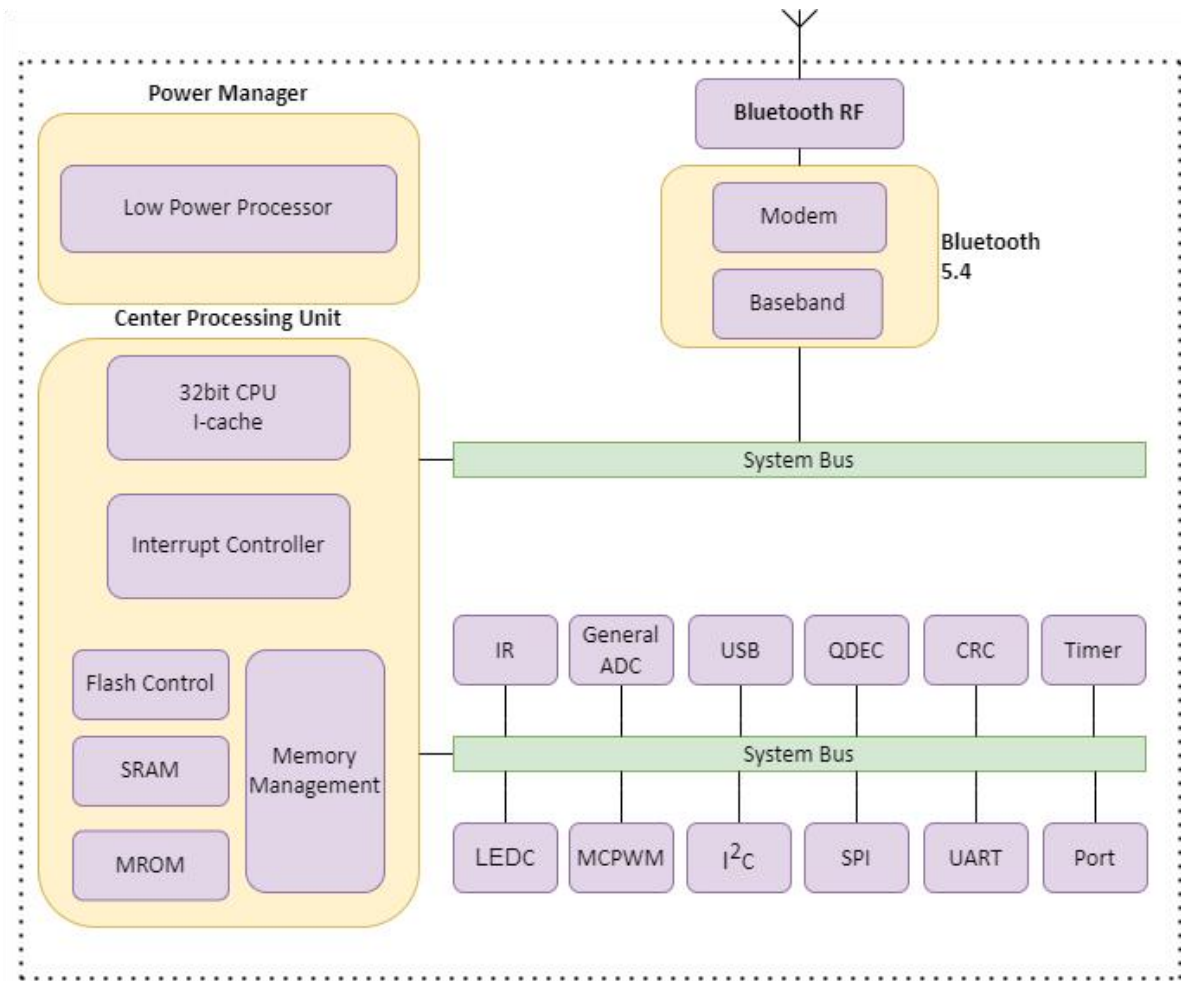 Power Manager
Low Power Processor
Bluetooth RF
Modem
Baseband
Bluetooth
5.4
Center Processing Unit
32bit CPU
I-cache
Interrupt Controller
Flash Control
SRAM
MROM
Memory
Management
System Bus
IR
General
ADC
USB
QDEC
CRC
Timer
System Bus
LEDC
MCPWM
I²C
SPI
UART
Port